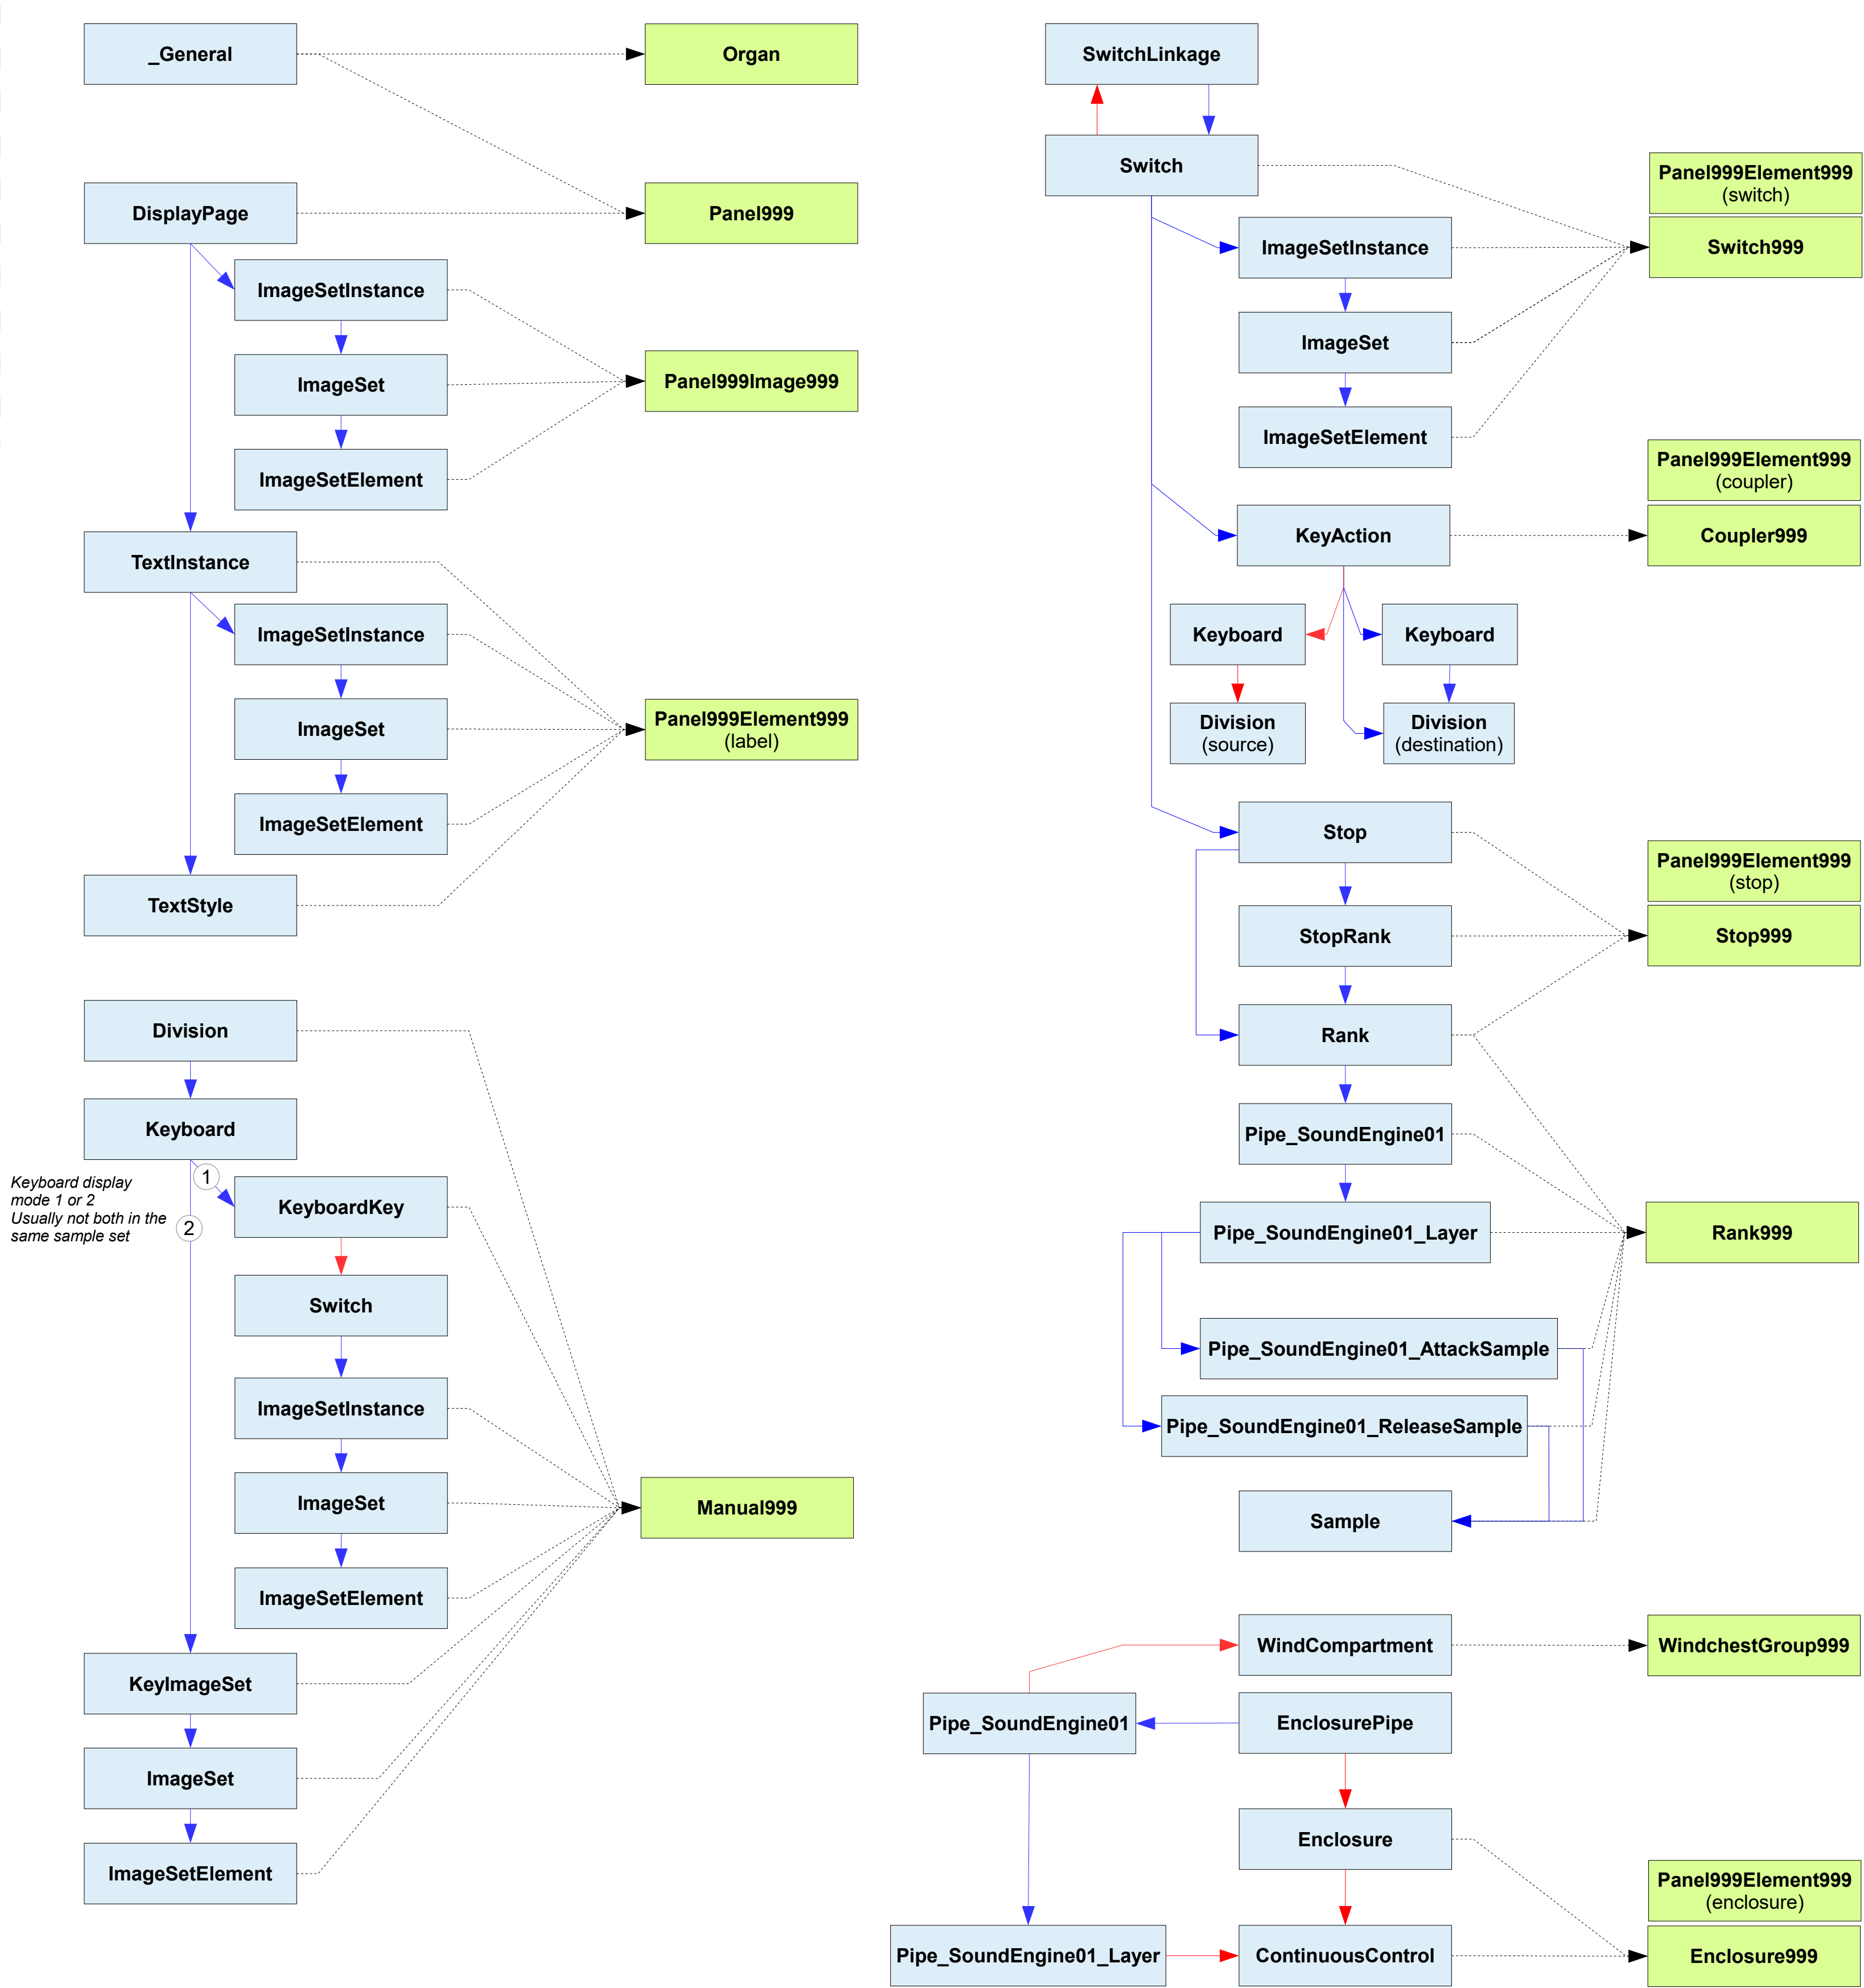 _General
Organ
DisplayPage
Panel999
ImageSetInstance
ImageSet
Panel999Image999
ImageSetElement
TextInstance
ImageSetInstance
ImageSet
Panel999Element999
(label)
ImageSetElement
TextStyle
Division
Keyboard
Keyboard display
mode 1 or 2
Usually not both in the
same sample set
1
2
KeyboardKey
Switch
ImageSetInstance
ImageSet
Manual999
ImageSetElement
KeyImageSet
ImageSet
ImageSetElement
SwitchLinkage
Switch
Panel999Element999
(switch)
Switch999
ImageSetInstance
ImageSet
ImageSetElement
Panel999Element999
(coupler)
KeyAction
Coupler999
Keyboard
Keyboard
Division
(source)
Division
(destination)
Stop
Panel999Element999
(stop)
StopRank
Stop999
Rank
Pipe_SoundEngine01
Pipe_SoundEngine01_Layer
Rank999
Pipe_SoundEngine01_AttackSample
Pipe_SoundEngine01_ReleaseSample
Sample
WindCompartment
WindchestGroup999
Pipe_SoundEngine01
EnclosurePipe
Enclosure
Panel999Element999
(enclosure)
Pipe_SoundEngine01_Layer
ContinuousControl
Enclosure999